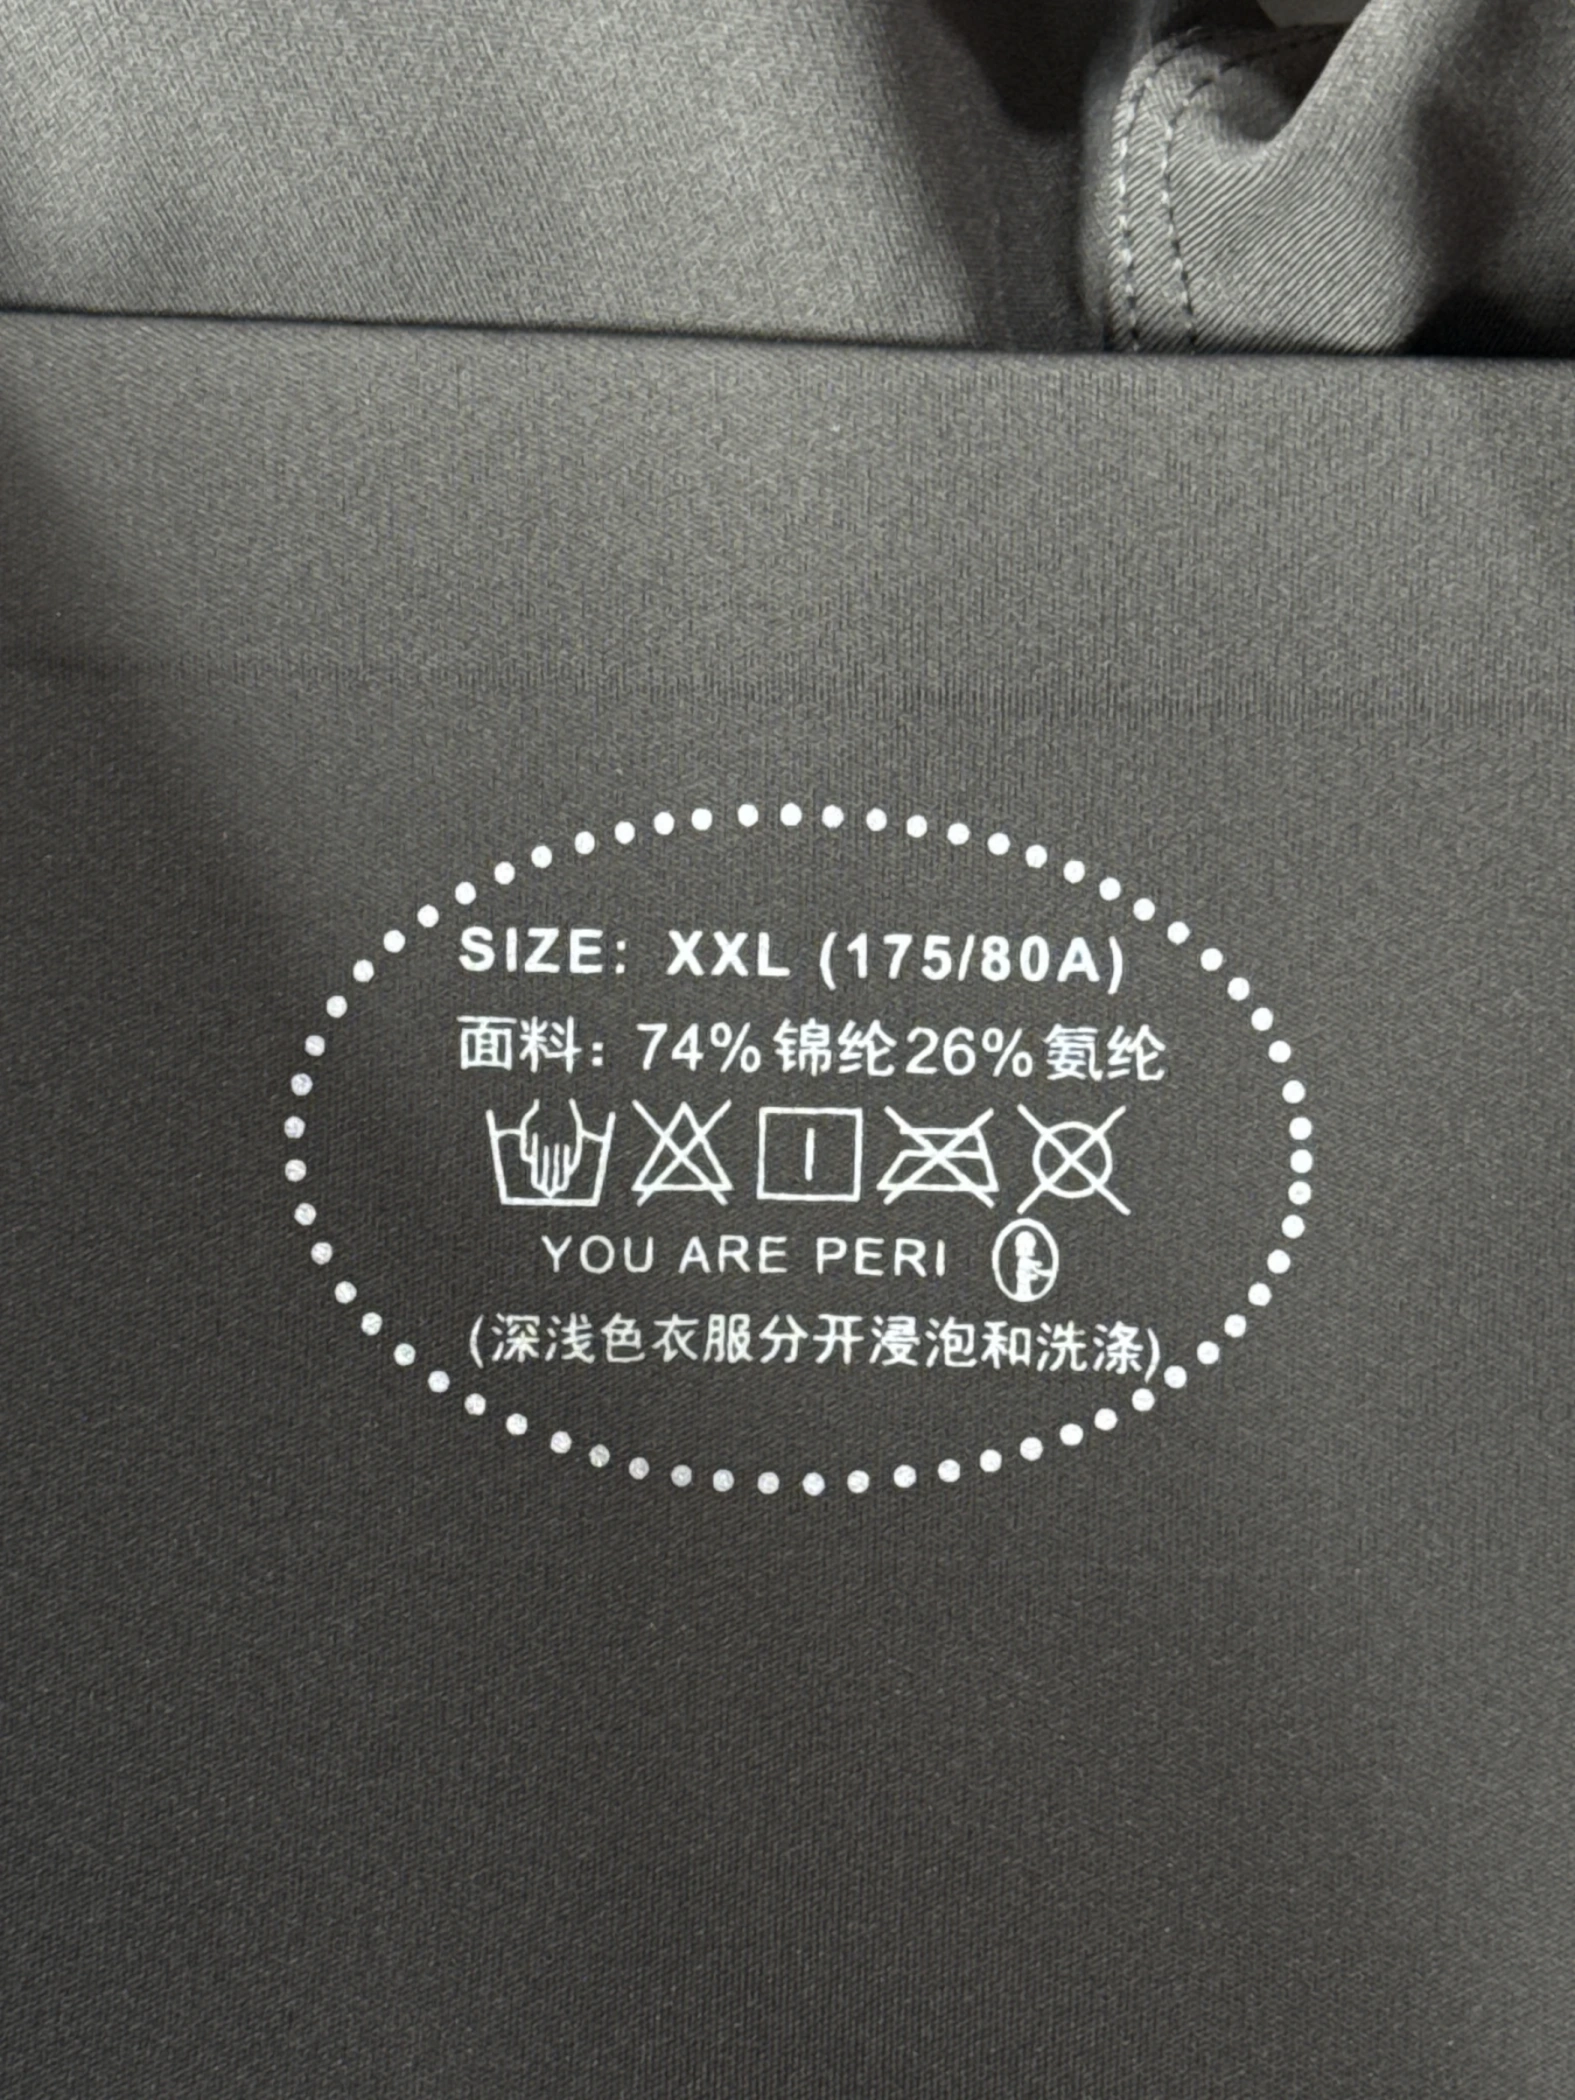 SIZE: XXL (175/80A)
面料: 74%锦纶26%氨纶
YOU ARE PERI
(深浅色衣服分开浸泡和洗涤)